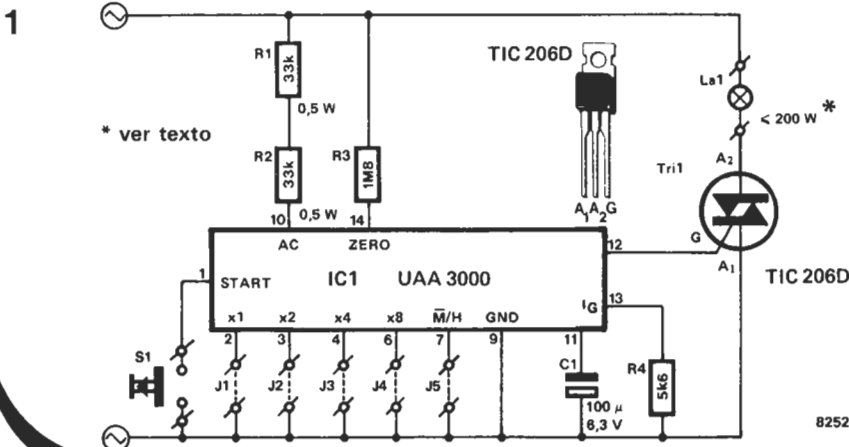 1
R1
33k
0,5 W
* ver texto
R2
33k
0,5 W
R3
1M8
TIC 206D
A1 A2 G
La1
< 200 W *
A2
Tri1
G
A1
TIC 206D
10
14
AC
ZERO
12
1
START
IC1
UAA 3000
IG
13
x1
x2
x4
x8
M̅/H
GND
2
3
4
6
7
9
11
S1
J1
J2
J3
J4
J5
C1
100 µ
6,3 V
R4
5k6
8252